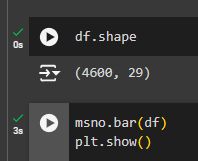 df.shape
0s
(4600, 29)
msno.bar(df)
3s
plt.show()